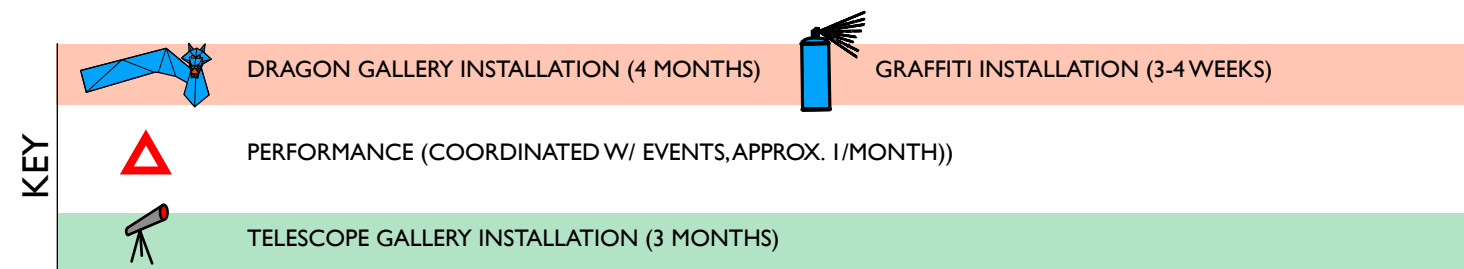 DRAGON GALLERY INSTALLATION (4 MONTHS)
GRAFFITI INSTALLATION (3-4 WEEKS)
KEY
PERFORMANCE (COORDINATED W/ EVENTS, APPROX. 1/MONTH))
TELESCOPE GALLERY INSTALLATION (3 MONTHS)